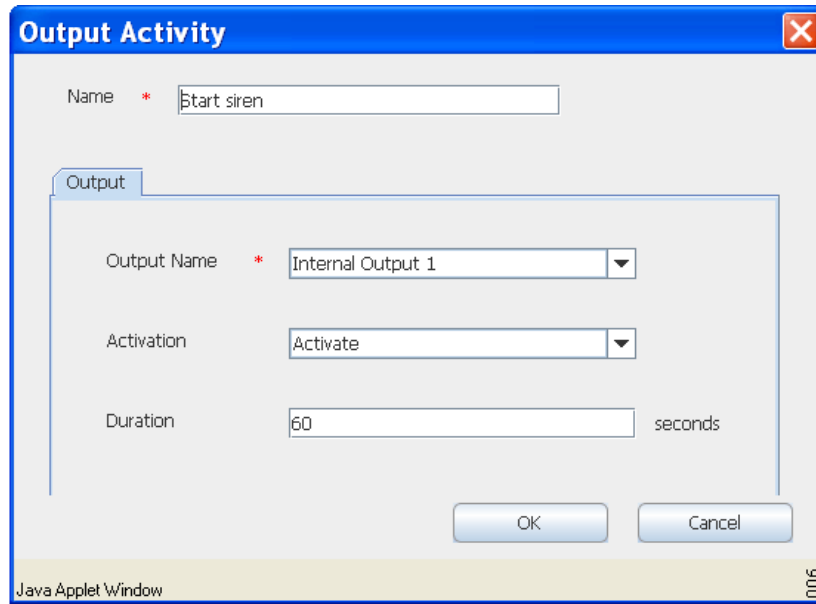 Output Activity
Name * Start siren
Output
Output Name * Internal Output 1
Activation Activate
Duration 60 seconds
OK Cancel
Java Applet Window
006